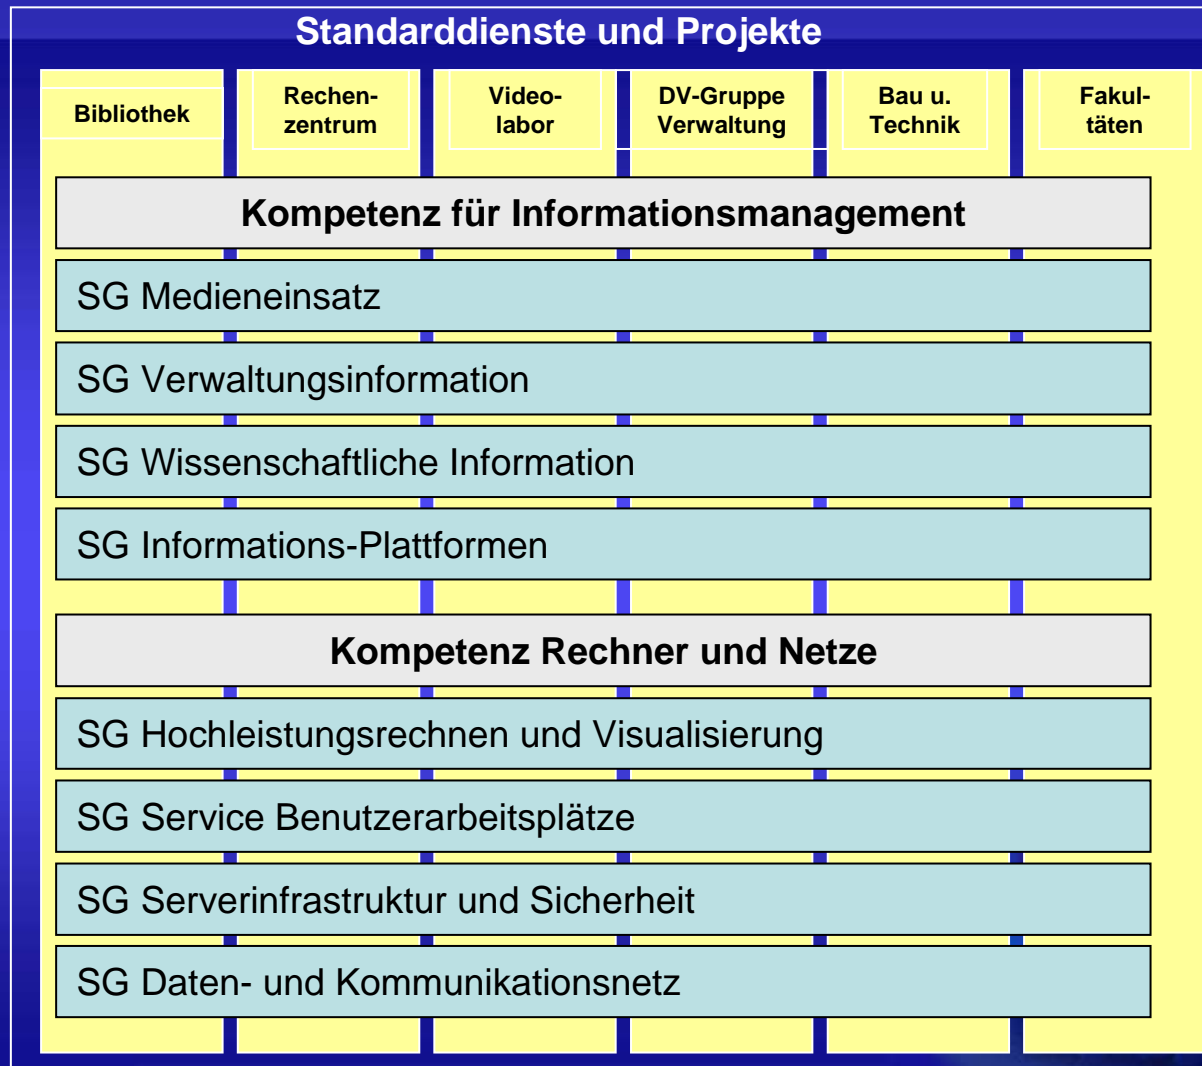 Standarddienste und Projekte
Bibliothek
Rechen-
zentrum
Video-
labor
DV-Gruppe
Verwaltung
Bau u.
Technik
Fakul-
täten
Kompetenz für Informationsmanagement
SG Medieneinsatz
SG Verwaltungsinformation
SG Wissenschaftliche Information
SG Informations-Plattformen
Kompetenz Rechner und Netze
SG Hochleistungsrechnen und Visualisierung
SG Service Benutzerarbeitsplätze
SG Serverinfrastruktur und Sicherheit
SG Daten- und Kommunikationsnetz